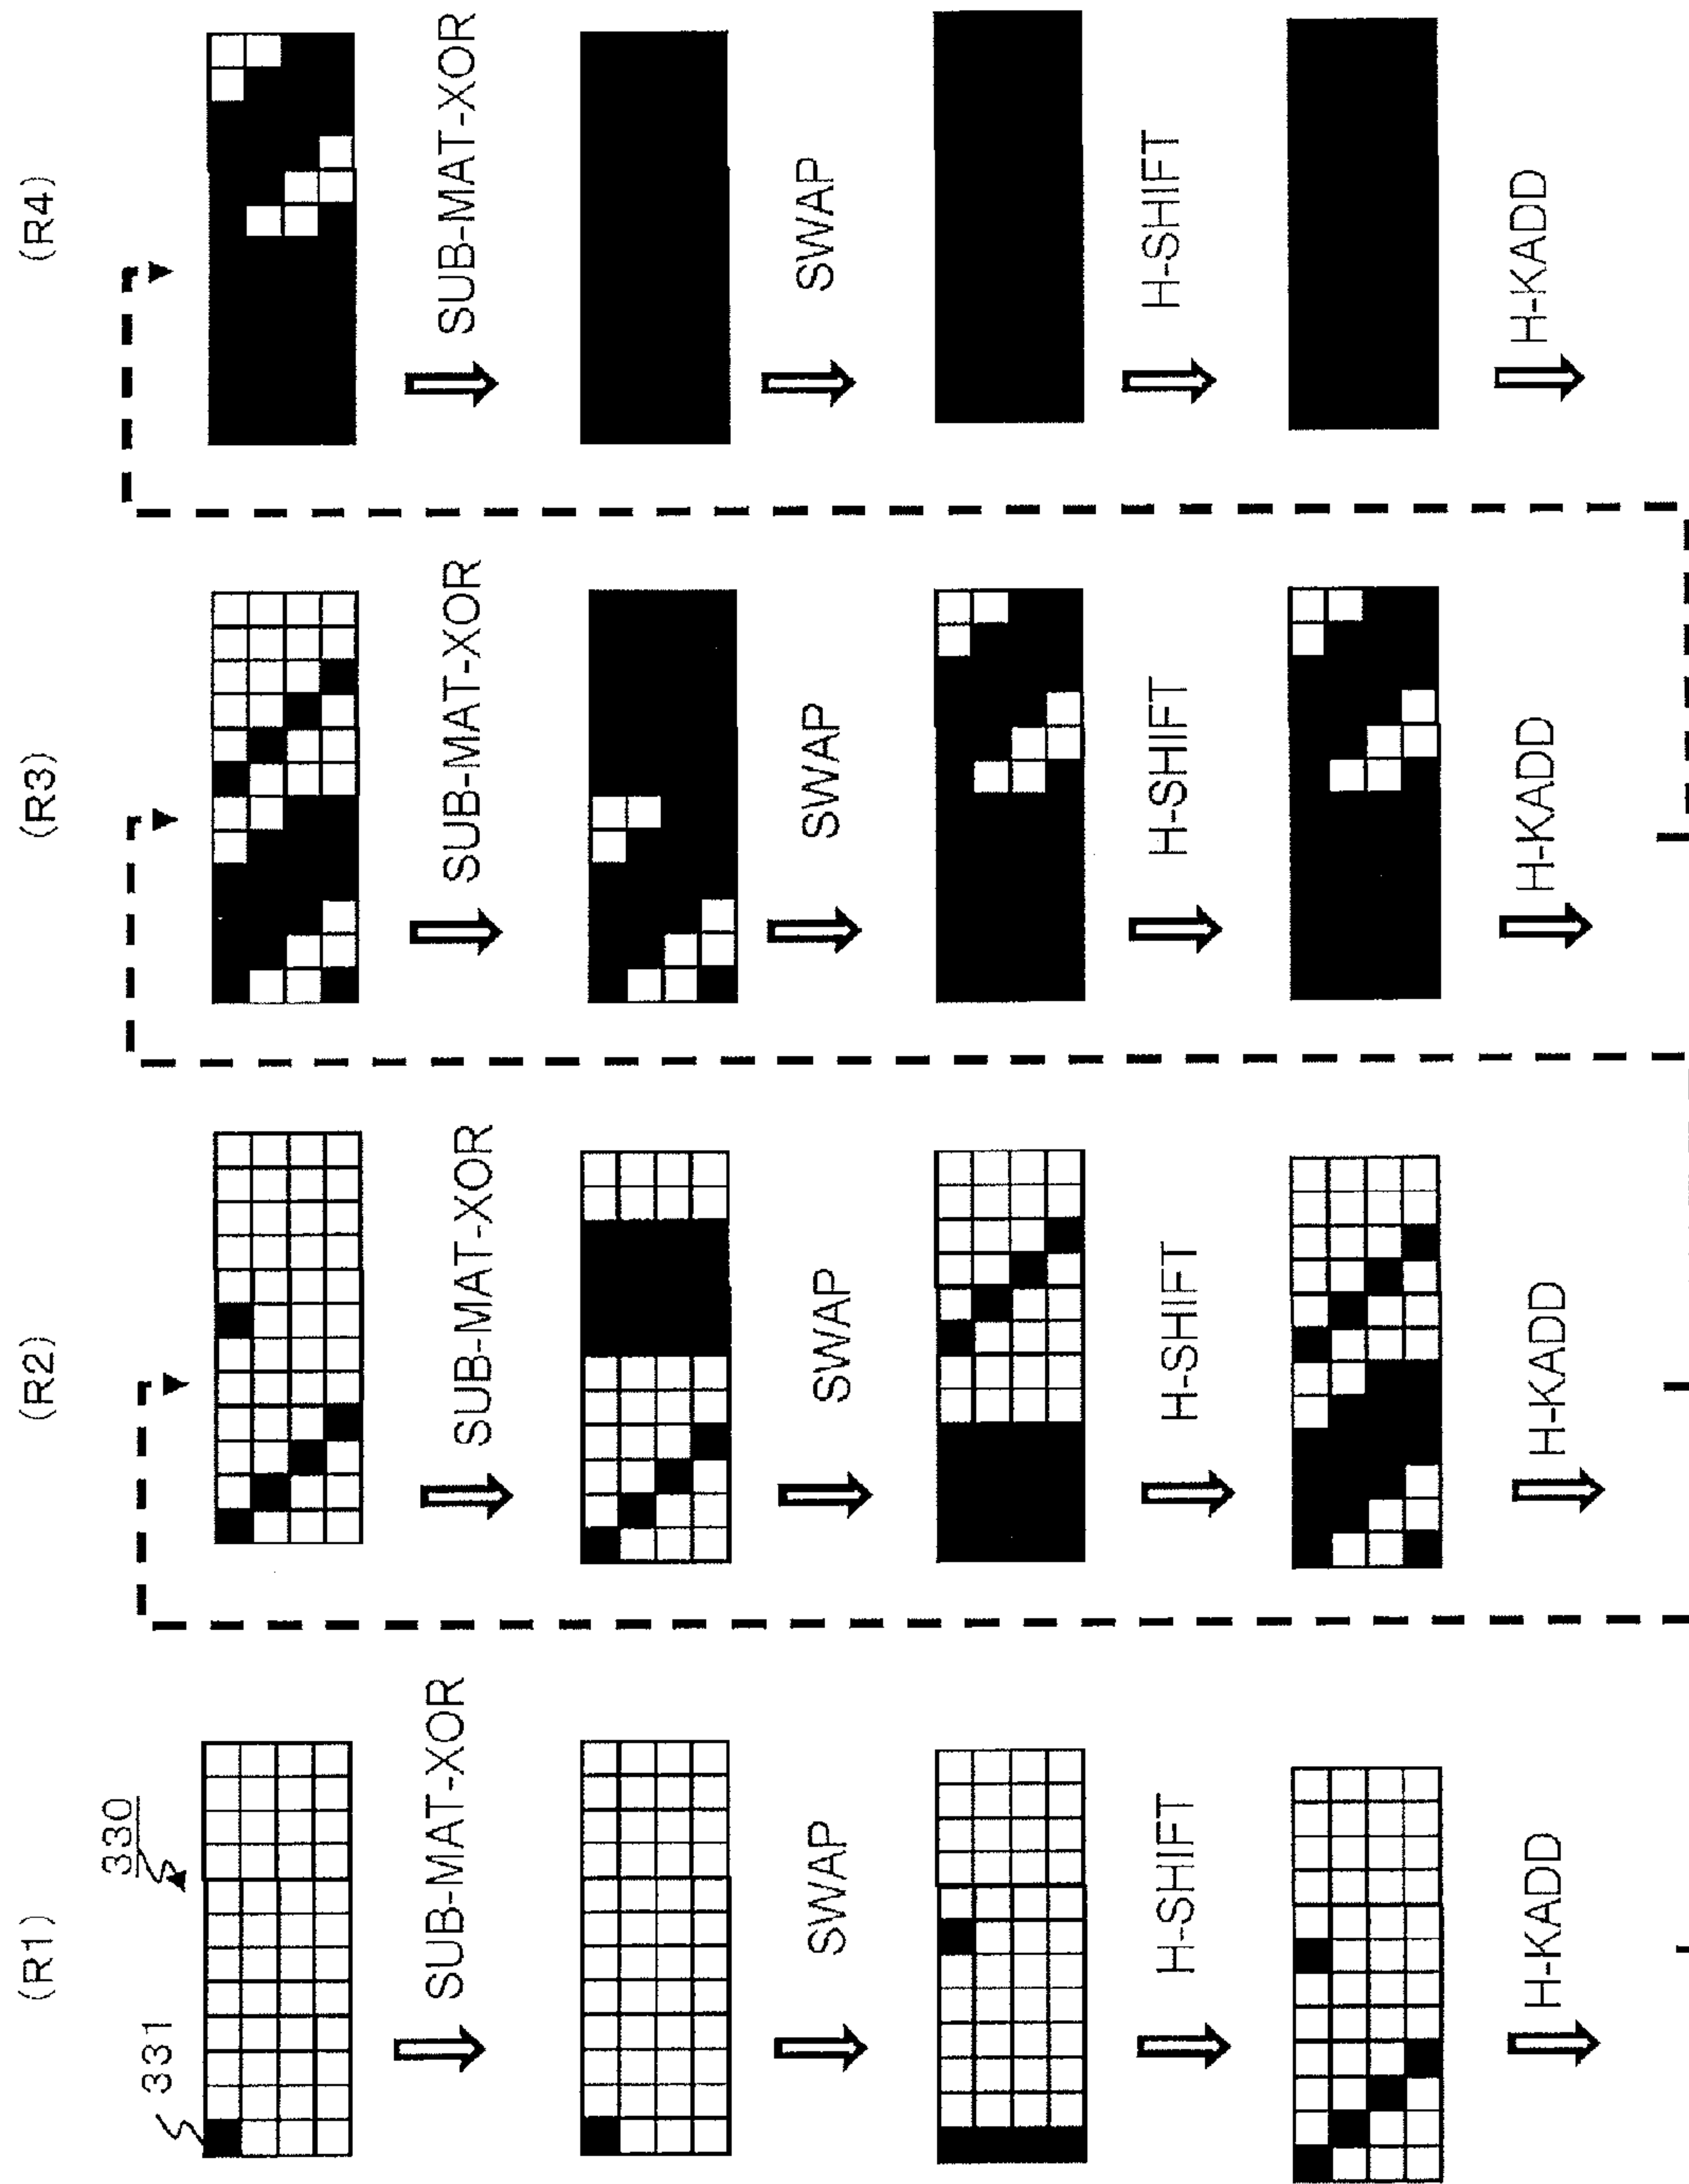 (R1)
331
330
SUB-MAT-XOR
SWAP
H-SHIFT
H-KADD
(R2)
SUB-MAT-XOR
SWAP
H-SHIFT
H-KADD
(R3)
SUB-MAT-XOR
SWAP
H-SHIFT
H-KADD
(R4)
SUB-MAT-XOR
SWAP
H-SHIFT
H-KADD